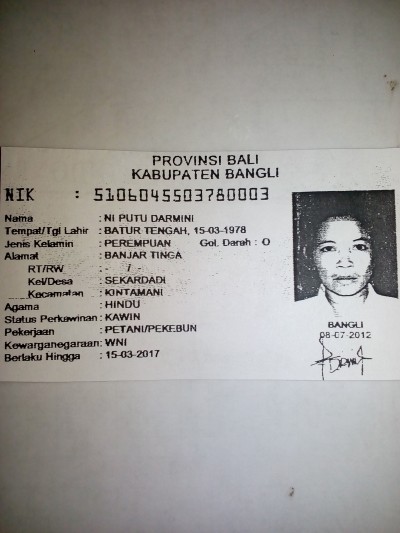 PROVINSI BALI
KABUPATEN BANGLI
NIK : 5106045503780003
Nama : NI PUTU DARMINI
Tempat/Tgl Lahir : BATUR TENGAH, 15-03-1978
Jenis Kelamin : PEREMPUAN Gol. Darah : O
Alamat : BANJAR TINGA
RT/RW : - / -
Kel/Desa : SEKARDADI
Kecamatan : KINTAMANI
Agama : HINDU
Status Perkawinan : KAWIN
Pekerjaan : PETANI/PEKEBUN
Kewarganegaraan : WNI
Berlaku Hingga : 15-03-2017
BANGLI
08-07-2012